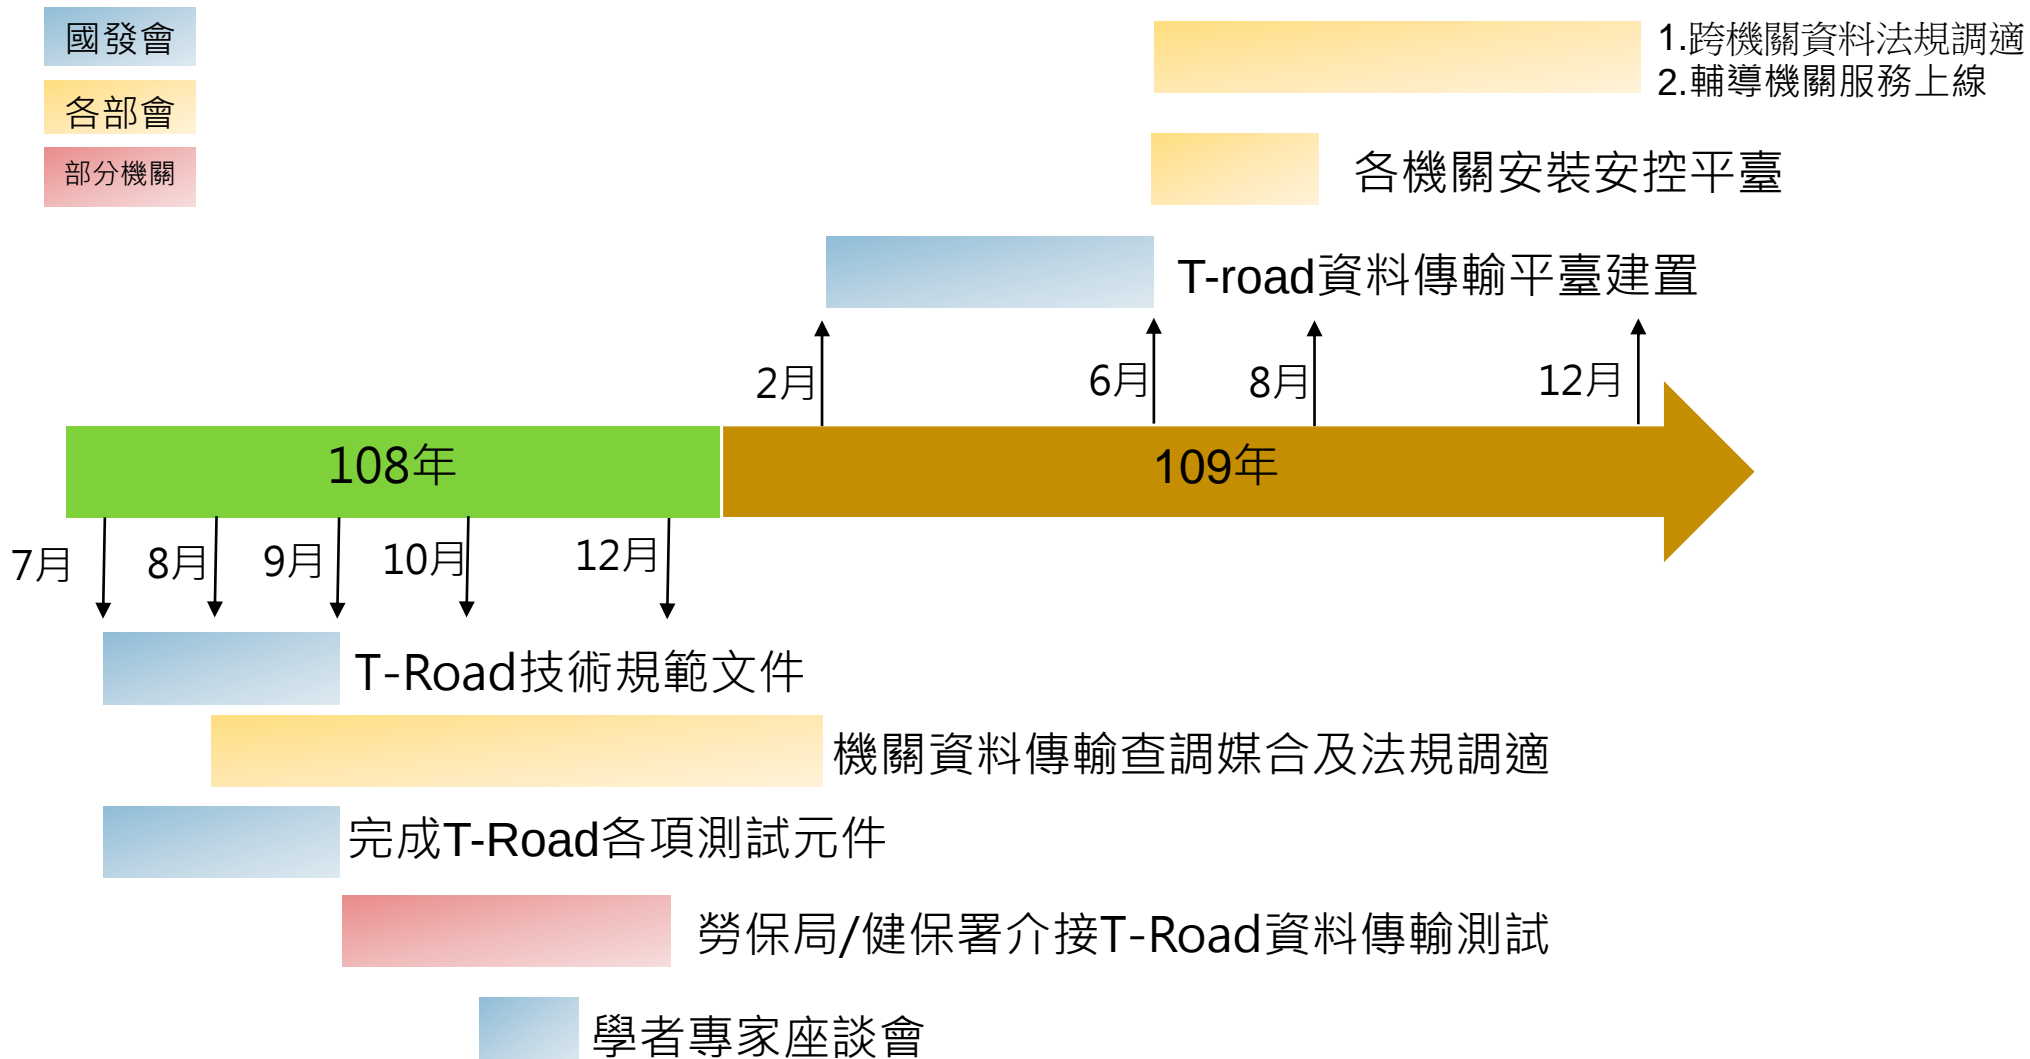 國發會
各部會
部分機關
1.跨機關資料法規調適
2.輔導機關服務上線
各機關安裝安控平臺
T-road資料傳輸平臺建置
2月
6月
8月
12月
108年
109年
7月
8月
9月
10月
12月
T-Road技術規範文件
機關資料傳輸查調媒合及法規調適
完成T-Road各項測試元件
勞保局/健保署介接T-Road資料傳輸測試
學者專家座談會